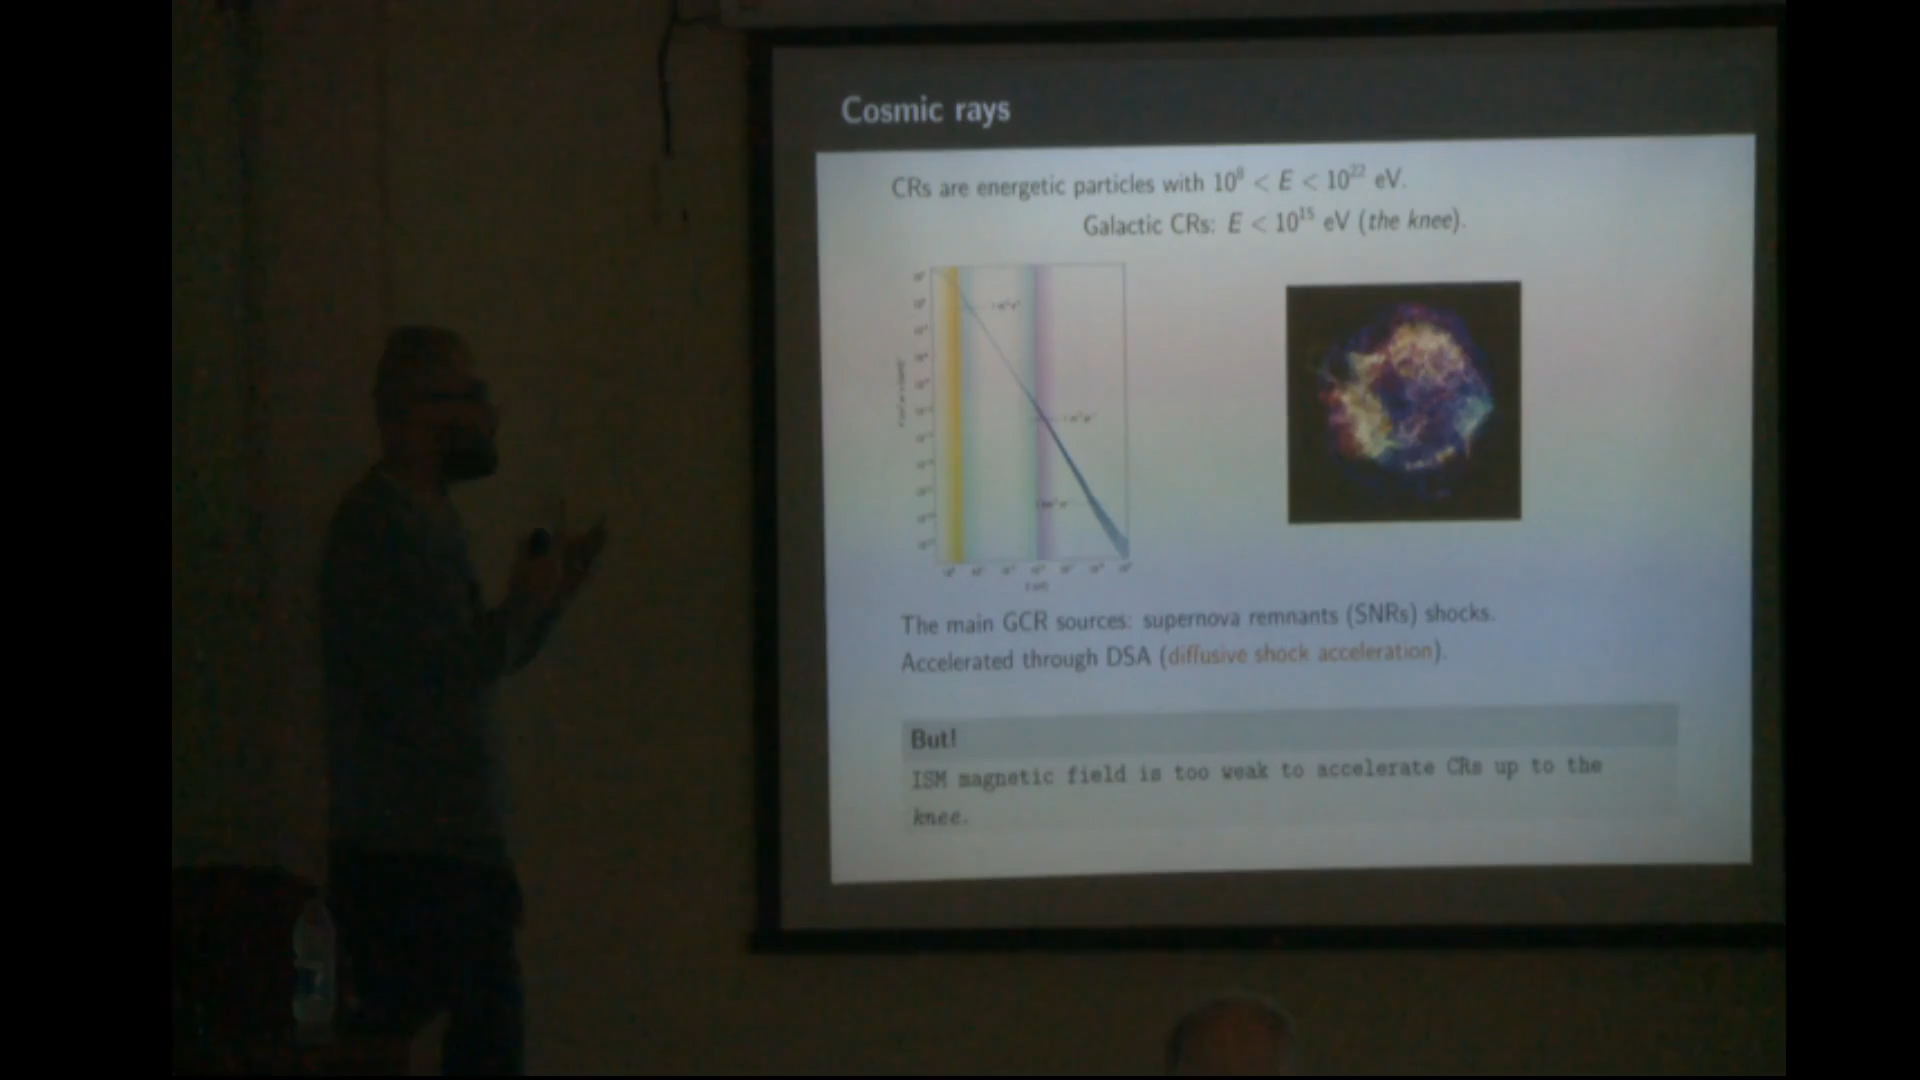 Cosmic rays
CRs are energetic particles with 10⁸ < E < 10²² eV.
Galactic CRs: E < 10¹⁵ eV (the knee).
The main GCR sources: supernova remnants (SNRs) shocks.
Accelerated through DSA (diffusive shock acceleration).
But!
ISM magnetic field is too weak to accelerate CRs up to the
knee.